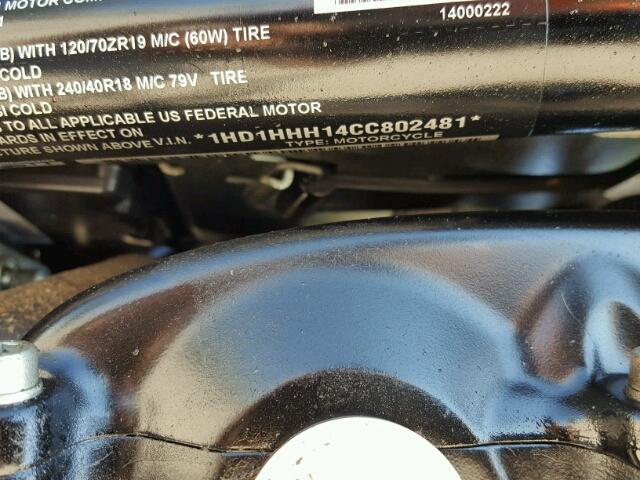 MOTOR COM
14000222
B) WITH 120/70ZR19 M/C (60W) TIRE
COLD
B) WITH 240/40R18 M/C 79V TIRE
SI COLD
S TO ALL APPLICABLE US FEDERAL MOTOR
ARDS IN EFFECT ON
CTURE SHOWN ABOVE V.I.N. *1HD1HHH14CC802481*
TYPE: MOTORCYCLE